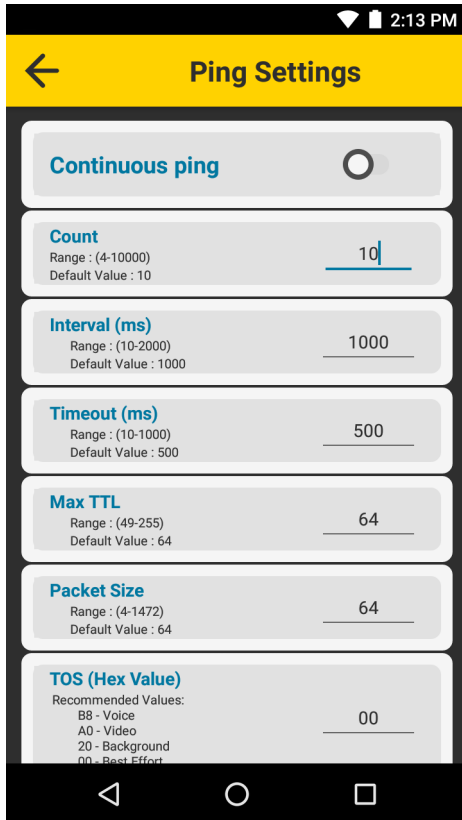 2:13 PM
Ping Settings
Continuous ping
Count
Range : (4-10000)
Default Value : 10
10
Interval (ms)
Range : (10-2000)
Default Value : 1000
1000
Timeout (ms)
Range : (10-1000)
Default Value : 500
500
Max TTL
Range : (49-255)
Default Value : 64
64
Packet Size
Range : (4-1472)
Default Value : 64
64
TOS (Hex Value)
Recommended Values:
B8 - Voice
A0 - Video
20 - Background
00 - Best Effort
00